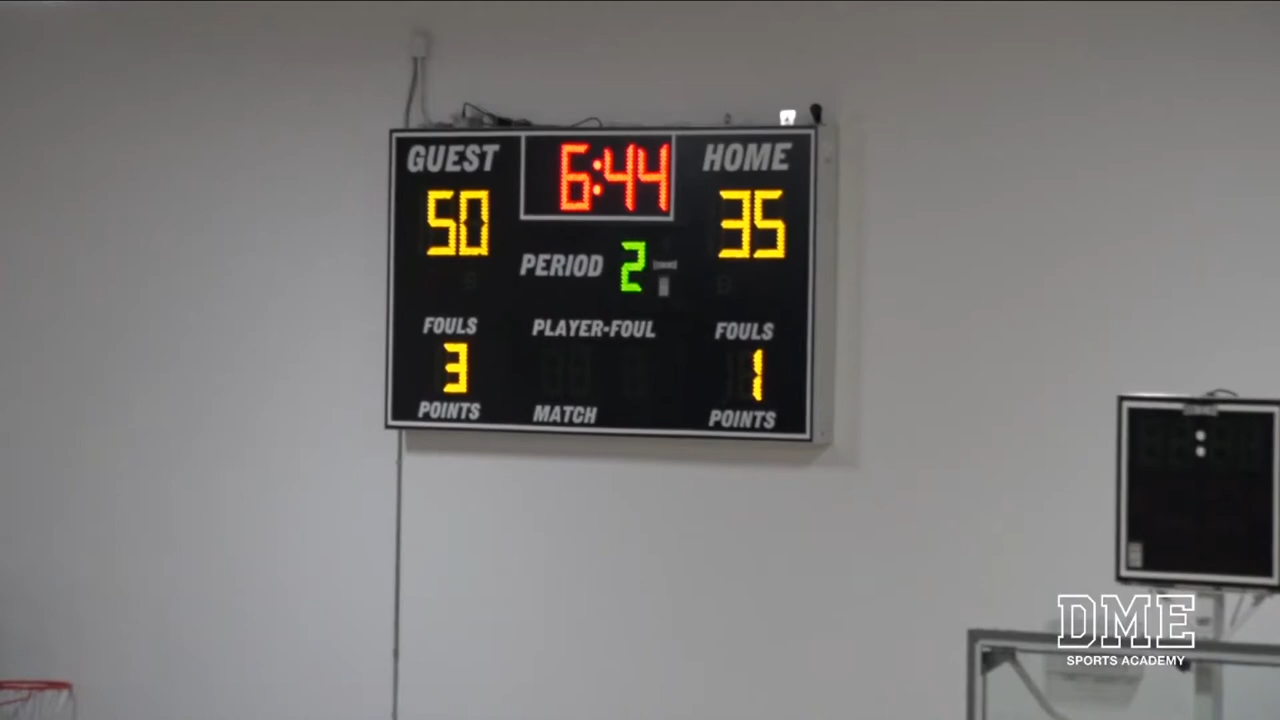 GUEST 6:44 HOME
50 35
PERIOD 2
FOULS PLAYER-FOUL FOULS
3 1
POINTS MATCH POINTS
DME
SPORTS ACADEMY